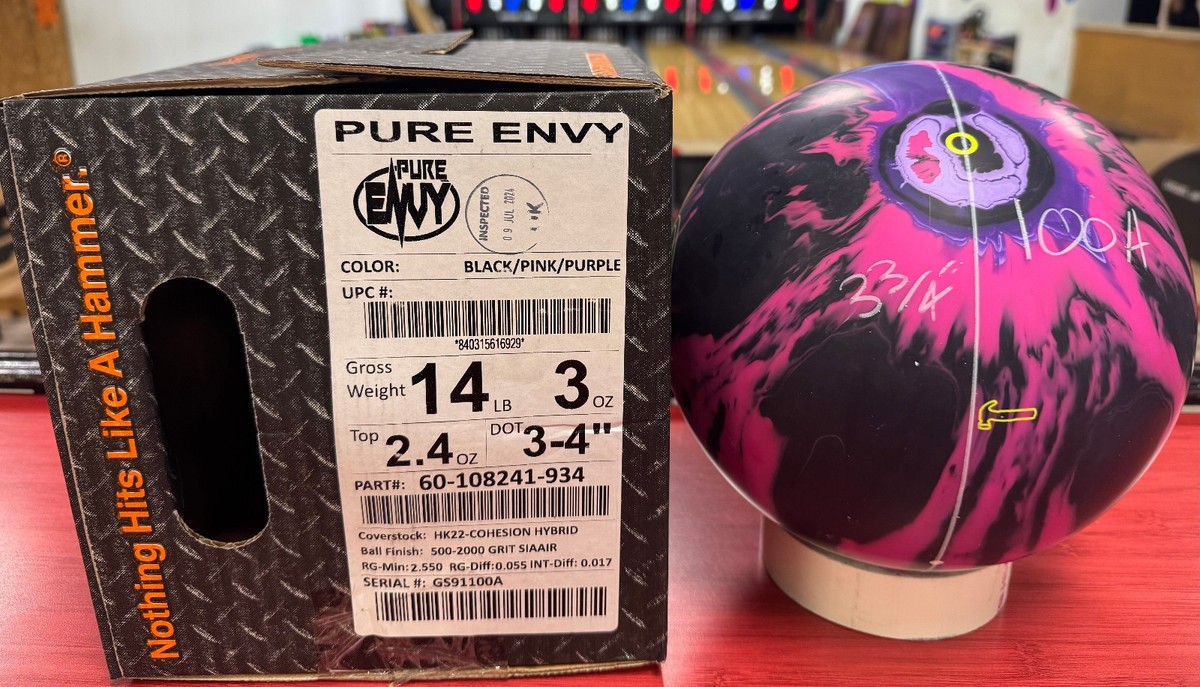 Nothing Hits Like A Hammer.®
PURE ENVY
PURE
ENVY
INSPECTED
09 JUL 2024
OK
COLOR: BLACK/PINK/PURPLE
UPC #:
*840315616929*
Gross Weight 14 LB 3 OZ
Top 2.4 OZ DOT 3-4"
PART#: 60-108241-934
Coverstock: HK22-COHESION HYBRID
Ball Finish: 500-2000 GRIT SIAAIR
RG-Min: 2.550 RG-Diff: 0.055 INT-Diff: 0.017
SERIAL #: GS91100A
100A
3 3/4